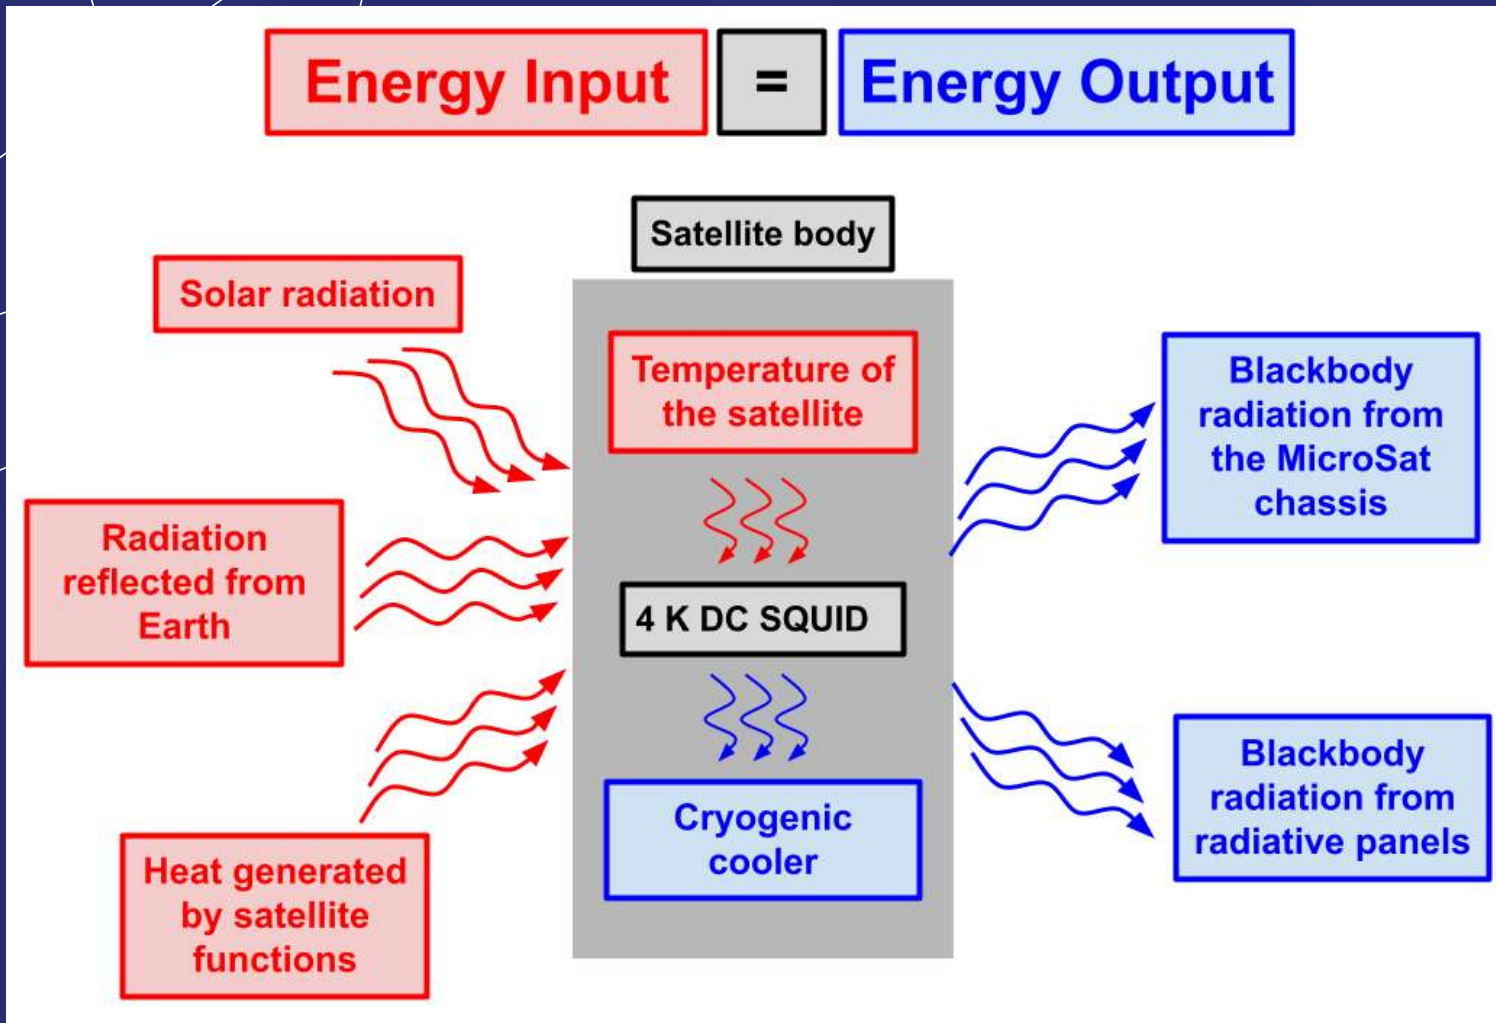 Energy Input
=
Energy Output
Satellite body
Solar radiation
Temperature of
the satellite
Blackbody
radiation from
the MicroSat
chassis
Radiation
reflected from
Earth
4 K DC SQUID
Blackbody
radiation from
radiative panels
Cryogenic
cooler
Heat generated
by satellite
functions